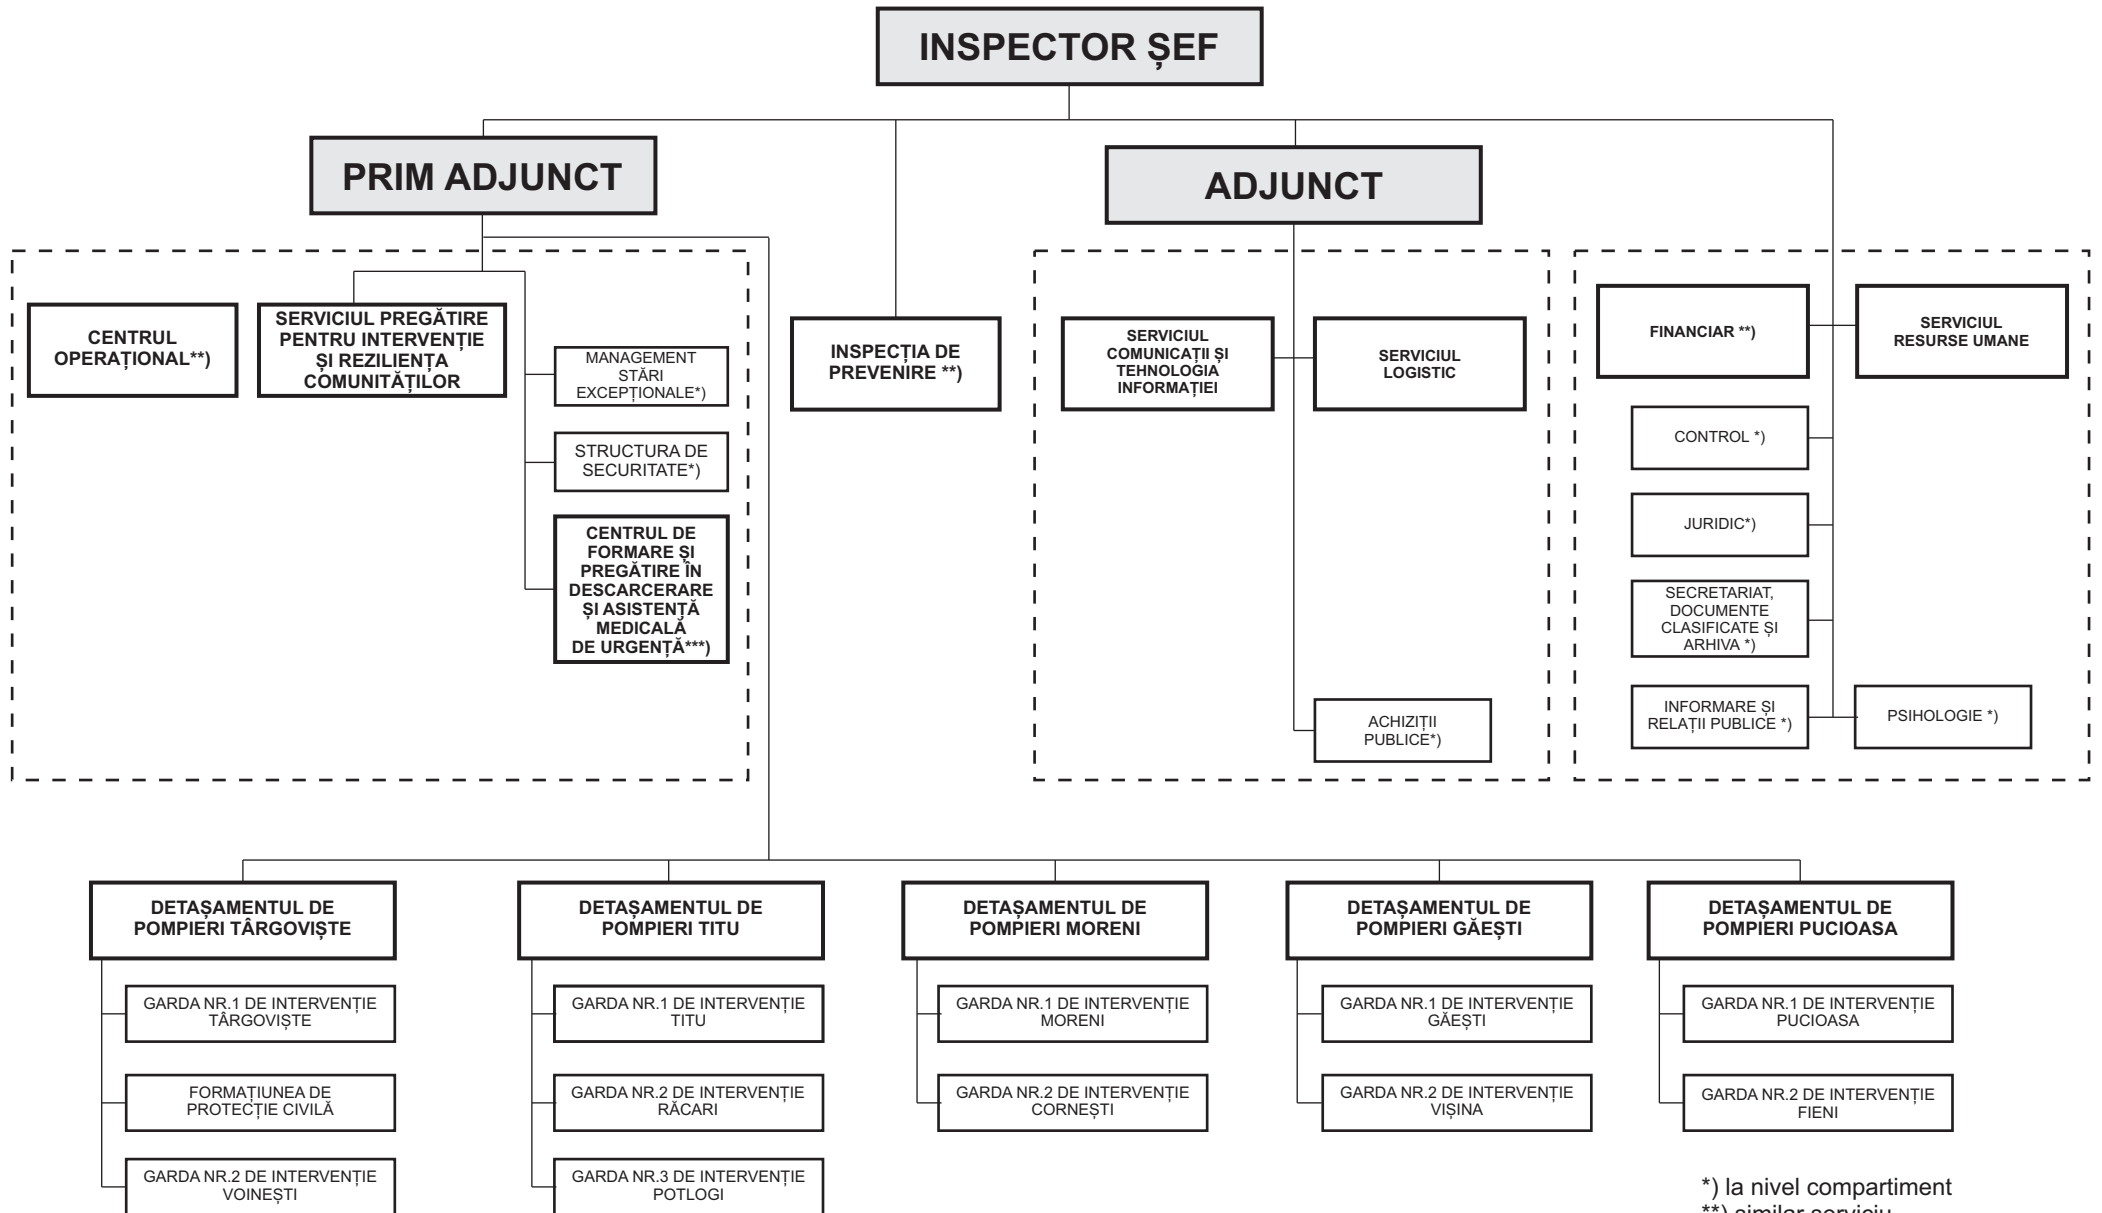 INSPECTOR ȘEF
PRIM ADJUNCT
ADJUNCT
CENTRUL
OPERAȚIONAL**)
SERVICIUL PREGĂTIRE
PENTRU INTERVENȚIE
ȘI REZILIENȚA
COMUNITĂȚILOR
MANAGEMENT
STĂRI
EXCEPȚIONALE*)
STRUCTURA DE
SECURITATE*)
CENTRUL DE
FORMARE ȘI
PREGĂTIRE ÎN
DESCARCERARE
ȘI ASISTENȚĂ
MEDICALĂ
DE URGENȚĂ***)
INSPECȚIA DE
PREVENIRE **)
SERVICIUL
COMUNICAȚII ȘI
TEHNOLOGIA
INFORMAȚIEI
SERVICIUL
LOGISTIC
ACHIZIȚII
PUBLICE*)
FINANCIAR **)
SERVICIUL
RESURSE UMANE
CONTROL *)
JURIDIC*)
SECRETARIAT,
DOCUMENTE
CLASIFICATE ȘI
ARHIVA *)
INFORMARE ȘI
RELAȚII PUBLICE *)
PSIHOLOGIE *)
DETAȘAMENTUL DE
POMPIERI TÂRGOVIȘTE
GARDA NR.1 DE INTERVENȚIE
TÂRGOVIȘTE
FORMAȚIUNEA DE
PROTECȚIE CIVILĂ
GARDA NR.2 DE INTERVENȚIE
VOINEȘTI
DETAȘAMENTUL DE
POMPIERI TITU
GARDA NR.1 DE INTERVENȚIE
TITU
GARDA NR.2 DE INTERVENȚIE
RĂCARI
GARDA NR.3 DE INTERVENȚIE
POTLOGI
DETAȘAMENTUL DE
POMPIERI MORENI
GARDA NR.1 DE INTERVENȚIE
MORENI
GARDA NR.2 DE INTERVENȚIE
CORNEȘTI
DETAȘAMENTUL DE
POMPIERI GĂEȘTI
GARDA NR.1 DE INTERVENȚIE
GĂEȘTI
GARDA NR.2 DE INTERVENȚIE
VIȘINA
DETAȘAMENTUL DE
POMPIERI PUCIOASA
GARDA NR.1 DE INTERVENȚIE
PUCIOASA
GARDA NR.2 DE INTERVENȚIE
FIENI
*) la nivel compartiment
**) similar serviciu